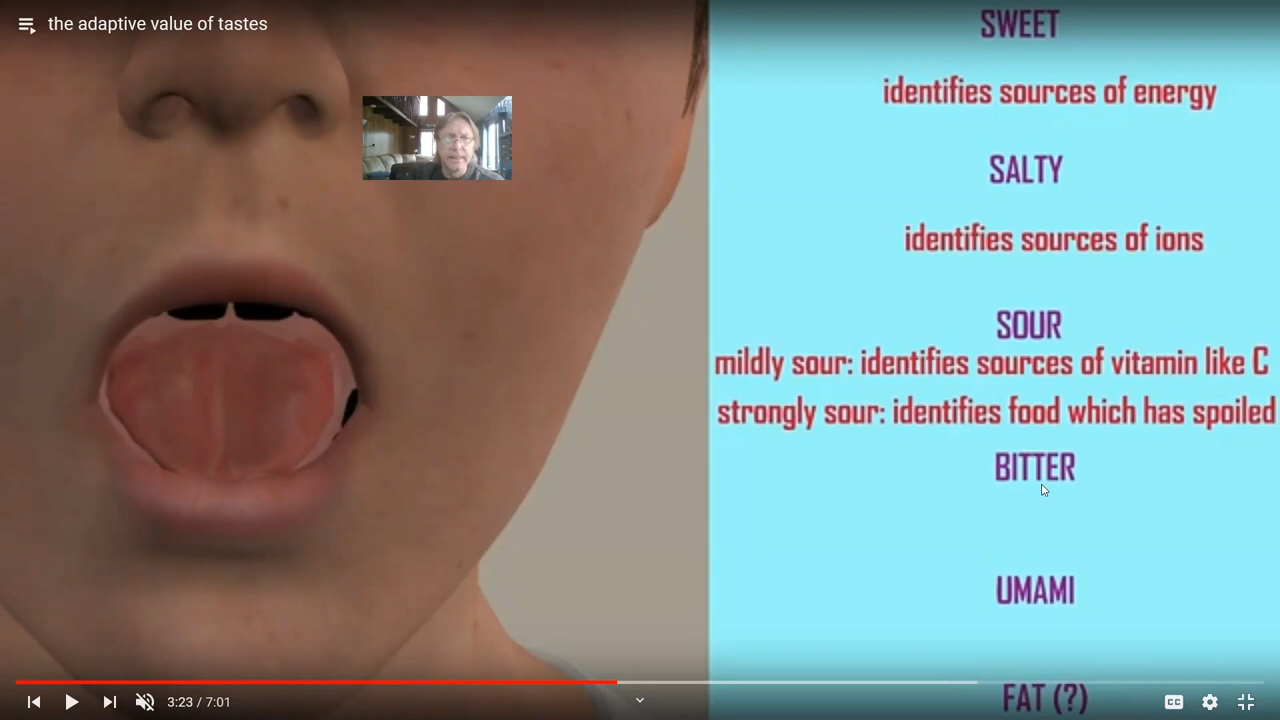 the adaptive value of tastes
SWEET
identifies sources of energy
SALTY
identifies sources of ions
SOUR
mildly sour: identifies sources of vitamin like C
strongly sour: identifies food which has spoiled
BITTER
UMAMI
FAT (?)
3:23 / 7:01
CC